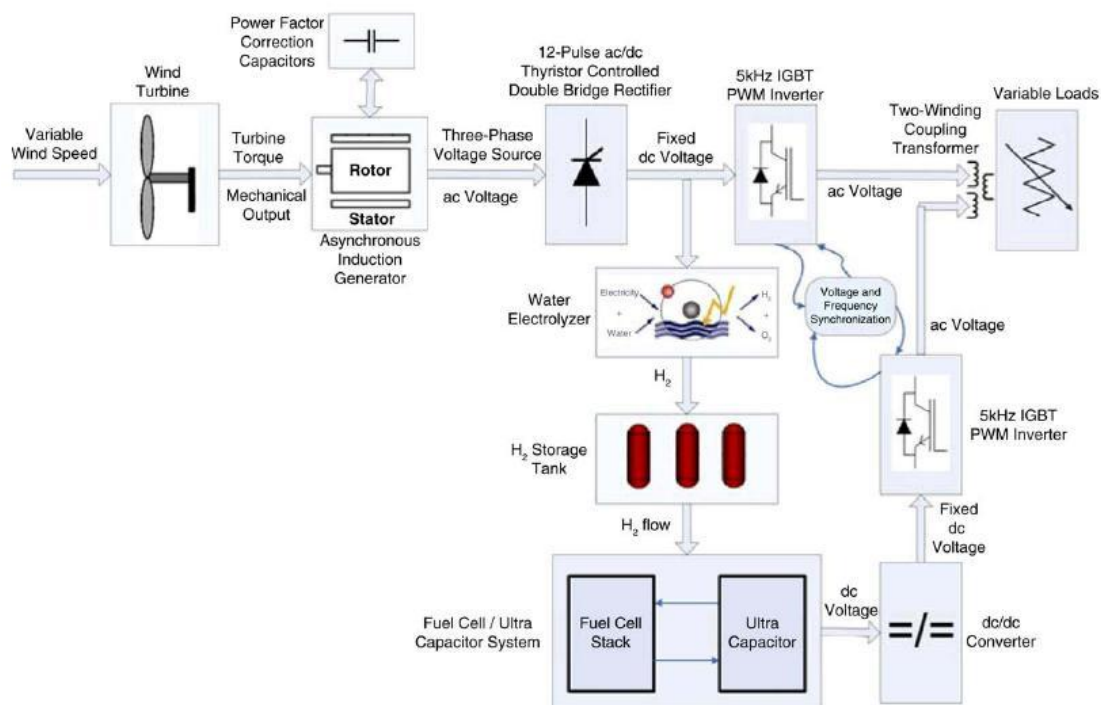 Power Factor
Correction
Capacitors
12-Pulse ac/dc
Thyristor Controlled
Double Bridge Rectifier
5kHz IGBT
PWM Inverter
Wind
Turbine
Two-Winding
Coupling
Transformer
Variable Loads
Variable
Wind Speed
Turbine
Torque
Mechanical
Output
Rotor
Stator
Asynchronous
Induction
Generator
Three-Phase
Voltage Source
ac Voltage
Fixed
dc Voltage
ac Voltage
Water
Electrolyzer
Electricity
+
Water
H₂
+
O₂
Voltage and
Frequency
Synchronization
ac Voltage
H₂
5kHz IGBT
PWM Inverter
H₂ Storage
Tank
H₂ flow
Fixed
dc
Voltage
Fuel Cell / Ultra
Capacitor System
Fuel Cell
Stack
Ultra
Capacitor
dc
Voltage
=/=
dc/dc
Converter